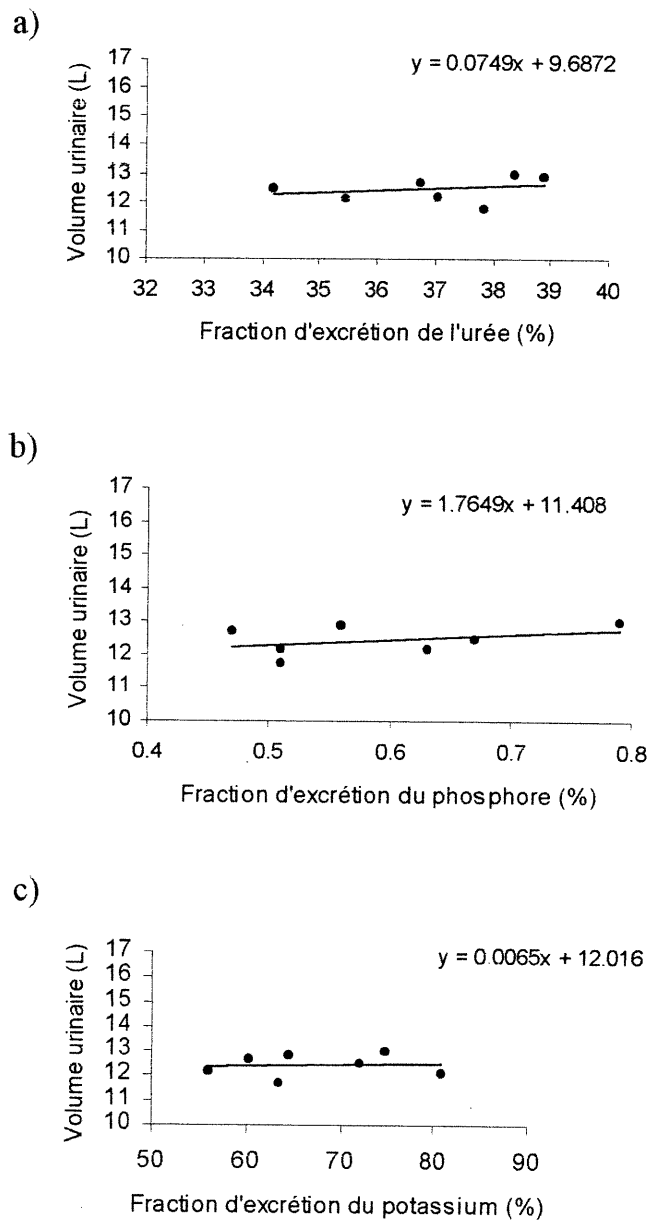 a)
y = 0.0749x + 9.6872
Volume urinaire (L)
17
16
15
14
13
12
11
10
32 33 34 35 36 37 38 39 40
Fraction d'excrétion de l'urée (%)
b)
y = 1.7649x + 11.408
Volume urinaire (L)
17
16
15
14
13
12
11
10
0.4 0.5 0.6 0.7 0.8
Fraction d'excrétion du phosphore (%)
c)
y = 0.0065x + 12.016
Volume urinaire (L)
17
16
15
14
13
12
11
10
50 60 70 80 90
Fraction d'excrétion du potassium (%)